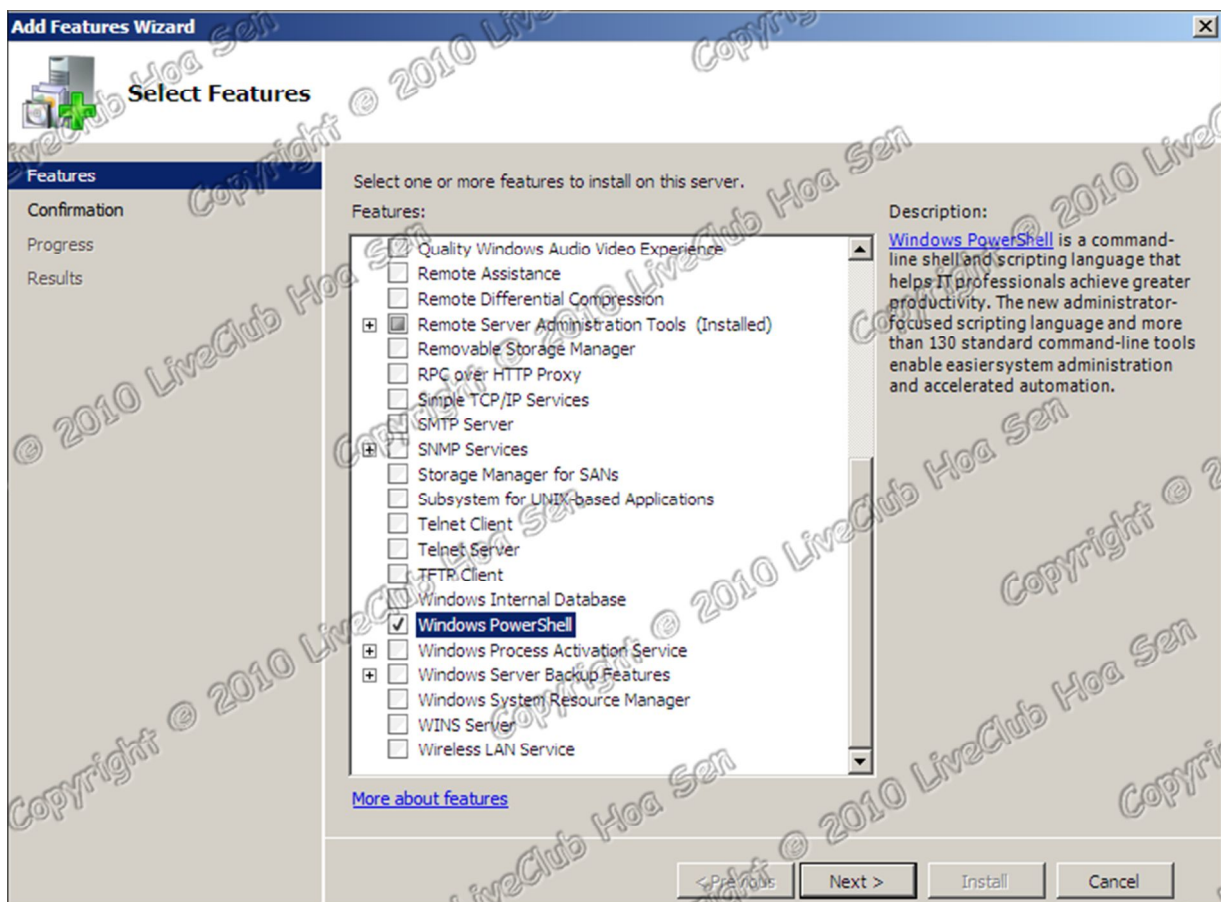 Add Features Wizard
Select Features
Features
Confirmation
Progress
Results
Select one or more features to install on this server.
Features:
Quality Windows Audio Video Experience
Remote Assistance
Remote Differential Compression
Remote Server Administration Tools (Installed)
Removable Storage Manager
RPC over HTTP Proxy
Simple TCP/IP Services
SMTP Server
SNMP Services
Storage Manager for SANs
Subsystem for UNIX-based Applications
Telnet Client
Telnet Server
TFTP Client
Windows Internal Database
Windows PowerShell
Windows Process Activation Service
Windows Server Backup Features
Windows System Resource Manager
WINS Server
Wireless LAN Service
More about features
Description:
Windows PowerShell is a command-
line shell and scripting language that
helps IT professionals achieve greater
productivity. The new administrator-
focused scripting language and more
than 130 standard command-line tools
enable easiersystem administration
and accelerated automation.
< Previous
Next >
Install
Cancel
Copyright @ 2010 LiveClub Hoa Sen